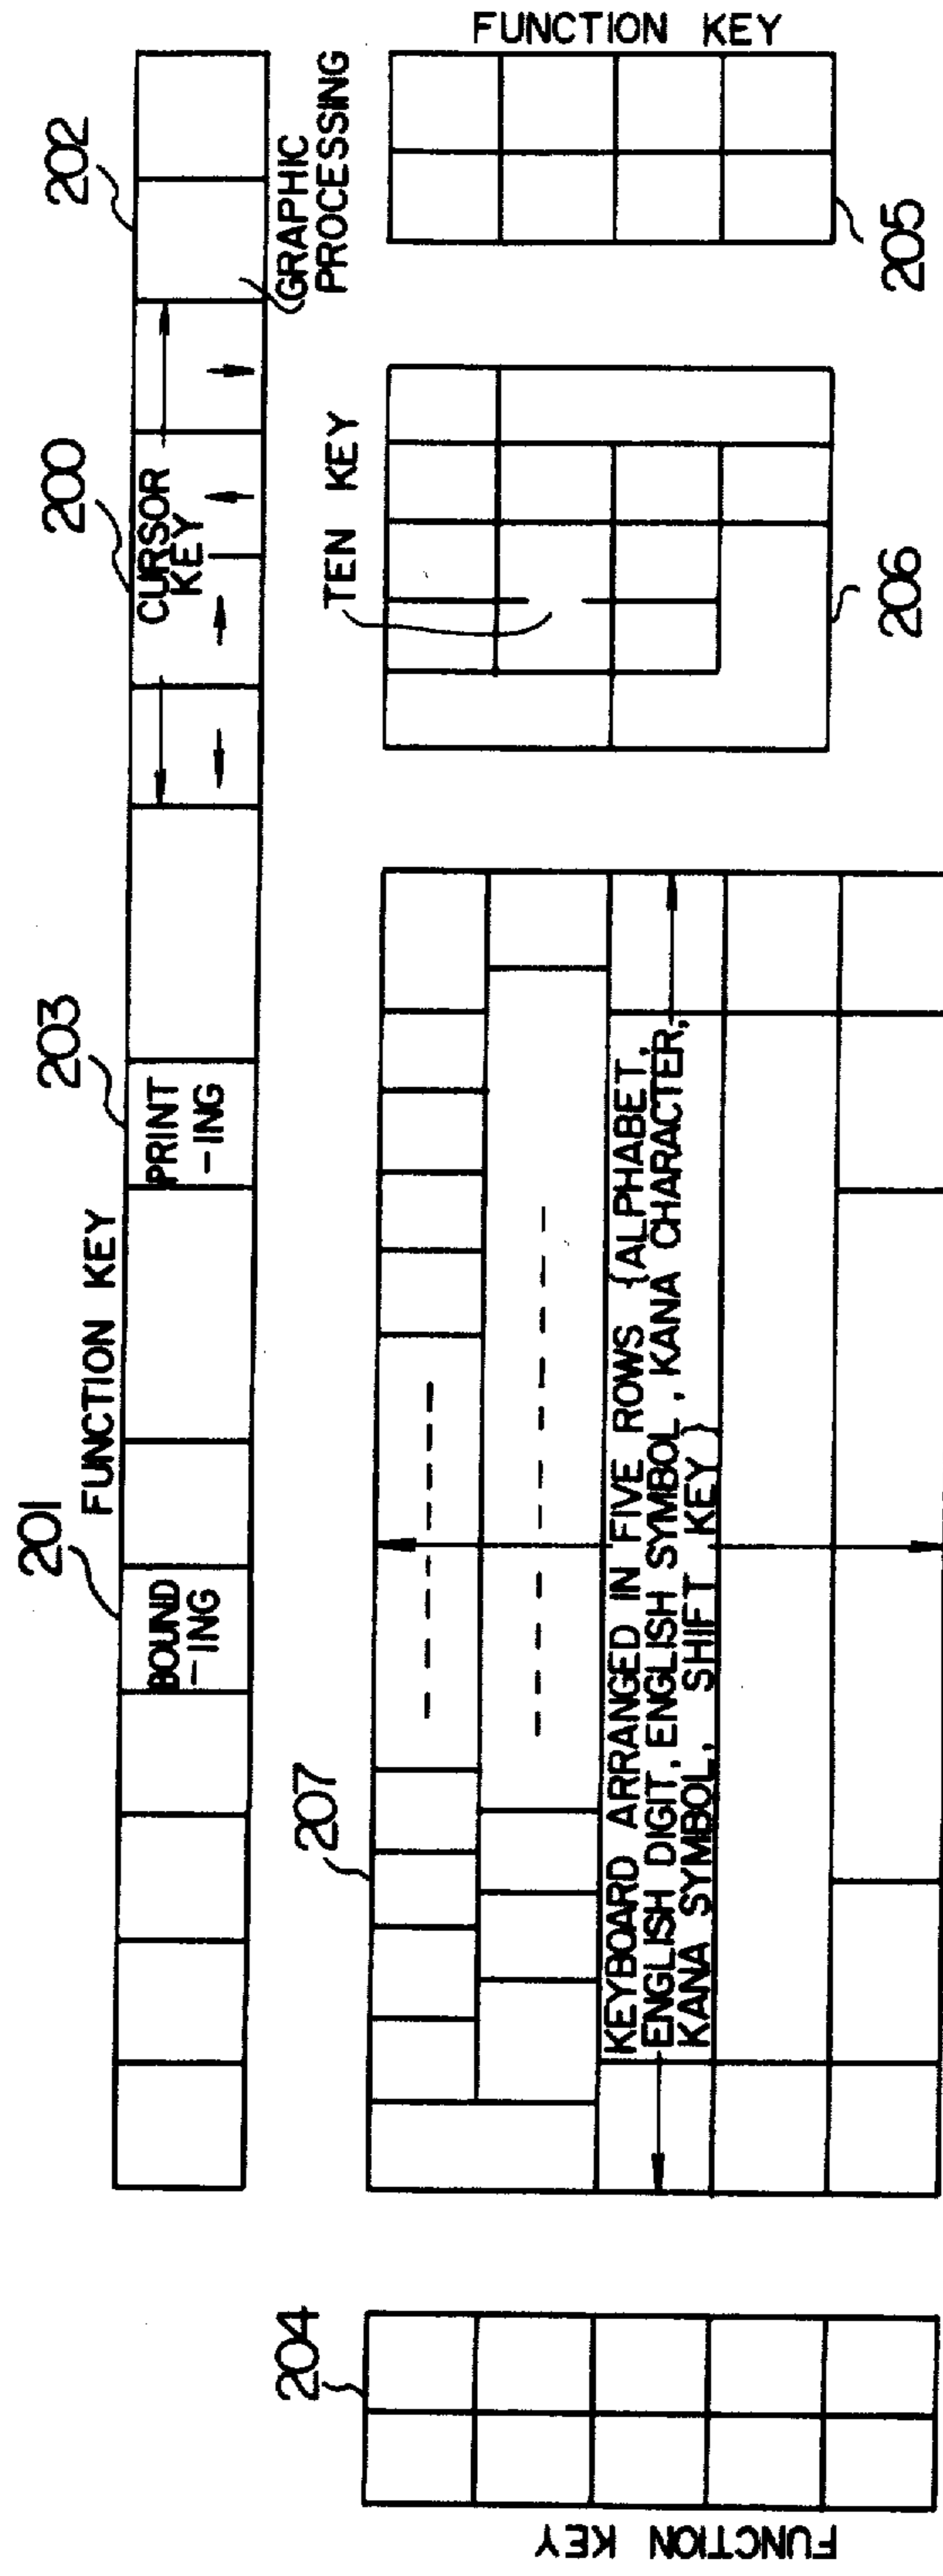 201
FUNCTION KEY
203
200
202
BOUND
-ING
PRINT
-ING
CURSOR
KEY
GRAPHIC
PROCESSING
204
FUNCTION KEY
207
KEYBOARD ARRANGED IN FIVE ROWS {ALPHABET,
ENGLISH DIGIT, ENGLISH SYMBOL, KANA CHARACTER,
KANA SYMBOL, SHIFT KEY}
TEN KEY
206
FUNCTION KEY
205